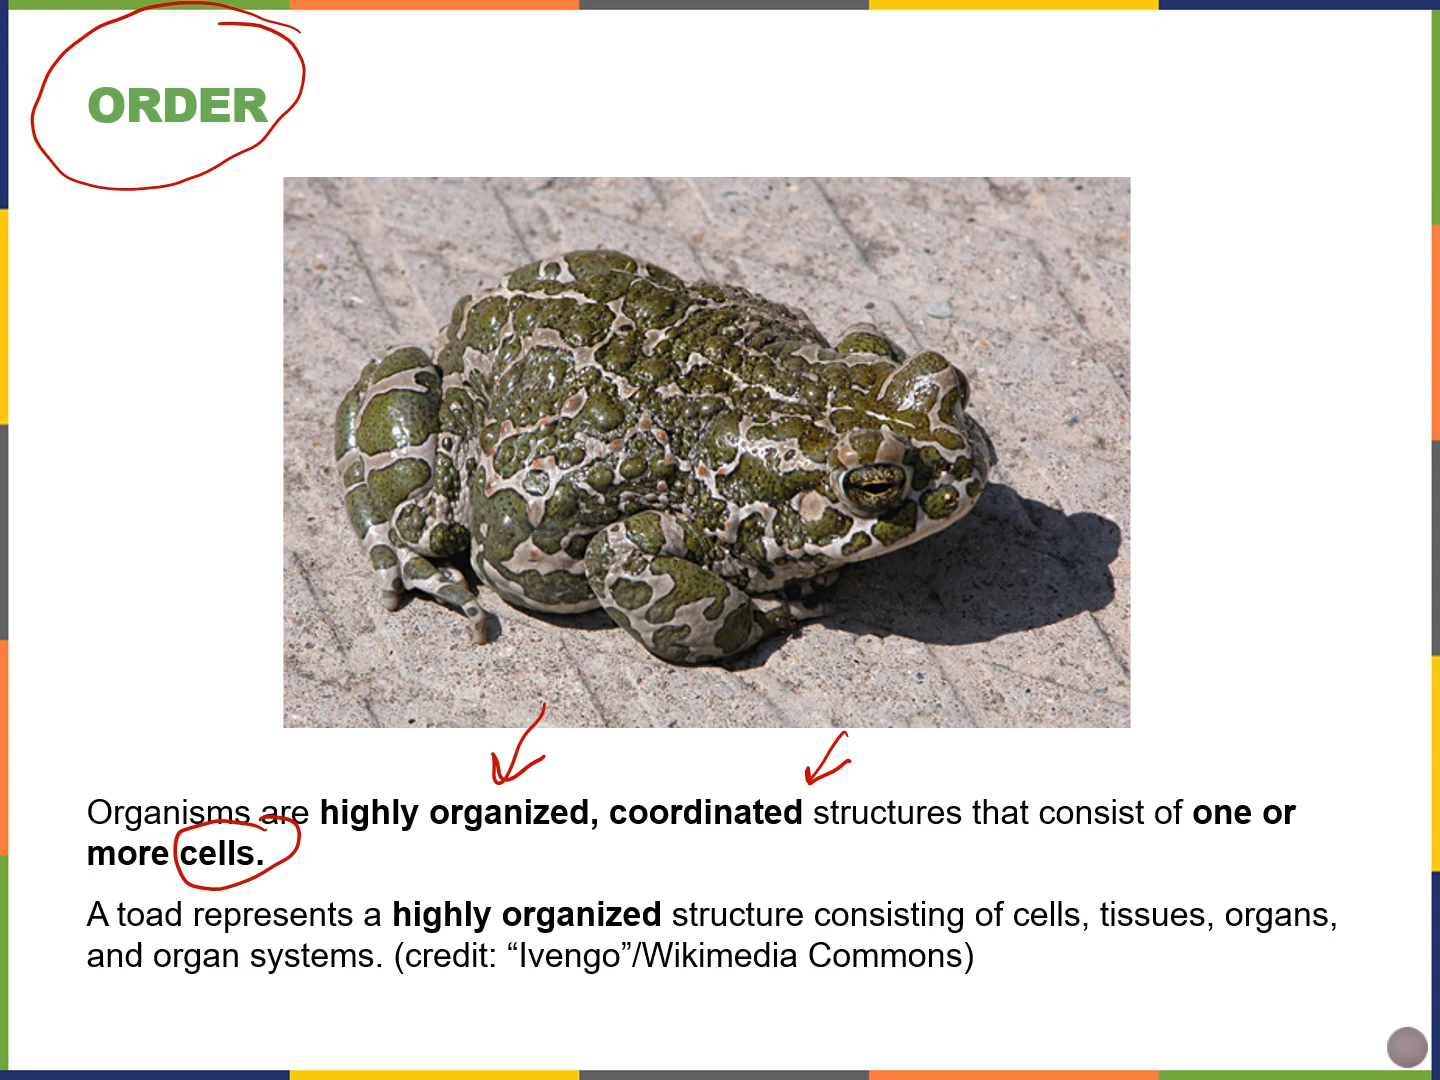 ORDER
Organisms are highly organized, coordinated structures that consist of one or
more cells.
A toad represents a highly organized structure consisting of cells, tissues, organs,
and organ systems. (credit: “Ivengo”/Wikimedia Commons)